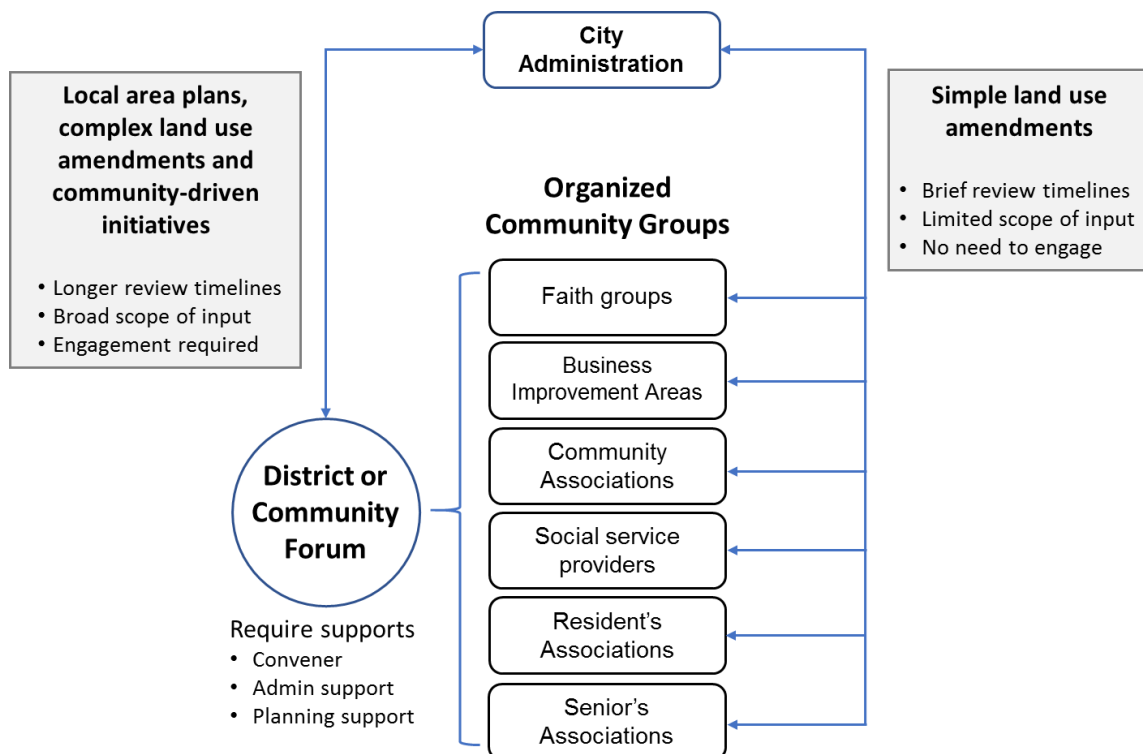 City
Administration
Local area plans,
complex land use
amendments and
community-driven
initiatives
• Longer review timelines
• Broad scope of input
• Engagement required
Simple land use
amendments
• Brief review timelines
• Limited scope of input
• No need to engage
Organized
Community Groups
Faith groups
Business
Improvement Areas
Community
Associations
Social service
providers
Resident’s
Associations
Senior’s
Associations
District or
Community
Forum
Require supports
• Convener
• Admin support
• Planning support